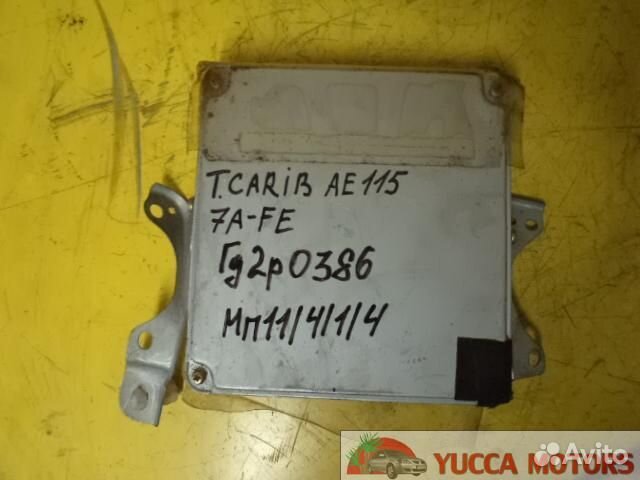 T.CARIB AE115
7A-FE
Гд2р0386
МП11/4/1/4
Avito
YUCCA MOTORS